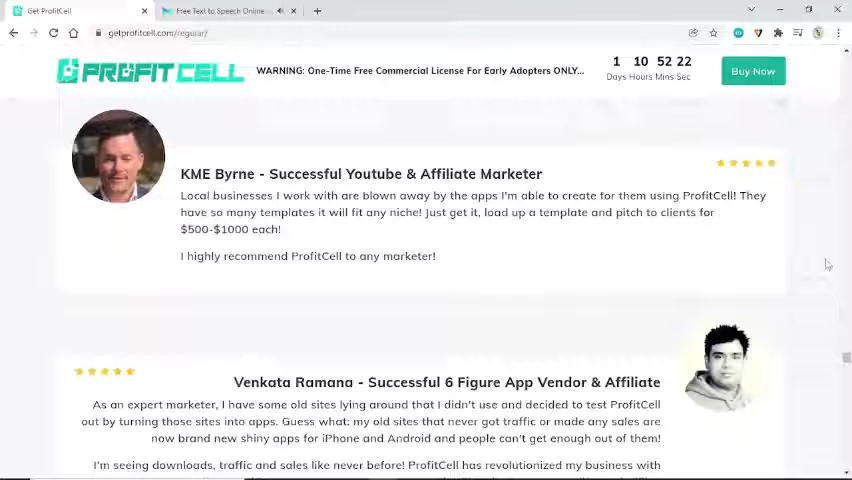 Get ProfitCell
Free Text to Speech Online
getprofitcell.com/regular/
PROFIT CELL
WARNING: One-Time Free Commercial License For Early Adopters ONLY...
1 10 52 22
Days Hours Mins Sec
Buy Now
KME Byrne - Successful Youtube & Affiliate Marketer
Local businesses I work with are blown away by the apps I'm able to create for them using ProfitCell! They
have so many templates it will fit any niche! Just get it, load up a template and pitch to clients for
$500-$1000 each!
I highly recommend ProfitCell to any marketer!
Venkata Ramana - Successful 6 Figure App Vendor & Affiliate
As an expert marketer, I have some old sites lying around that I didn't use and decided to test ProfitCell
out by turning those sites into apps. Guess what: my old sites that never got traffic or made any sales are
now brand new shiny apps for iPhone and Android and people can't get enough out of them!
I'm seeing downloads, traffic and sales like never before! ProfitCell has revolutionized my business with